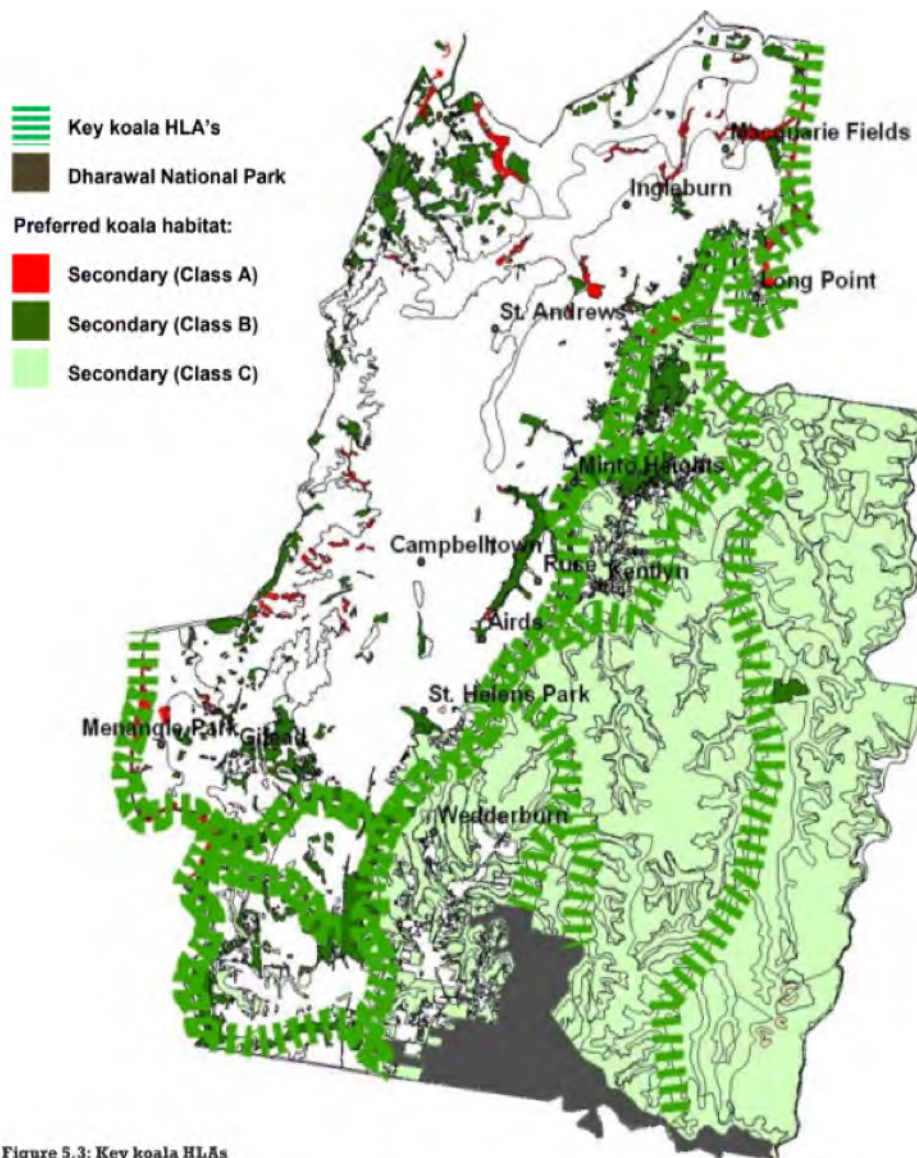 Key koala HLA's
Dharawal National Park
Preferred koala habitat:
Secondary (Class A)
Secondary (Class B)
Secondary (Class C)
Macquarie Fields
Ingleburn
Long Point
St. Andrews
Minto Heights
Campbelltown
Ruse
Kentlyn
Airds
St. Helens Park
Menangle Park
Gilead
Wedderburn
Figure 5.3: Key koala HLAs